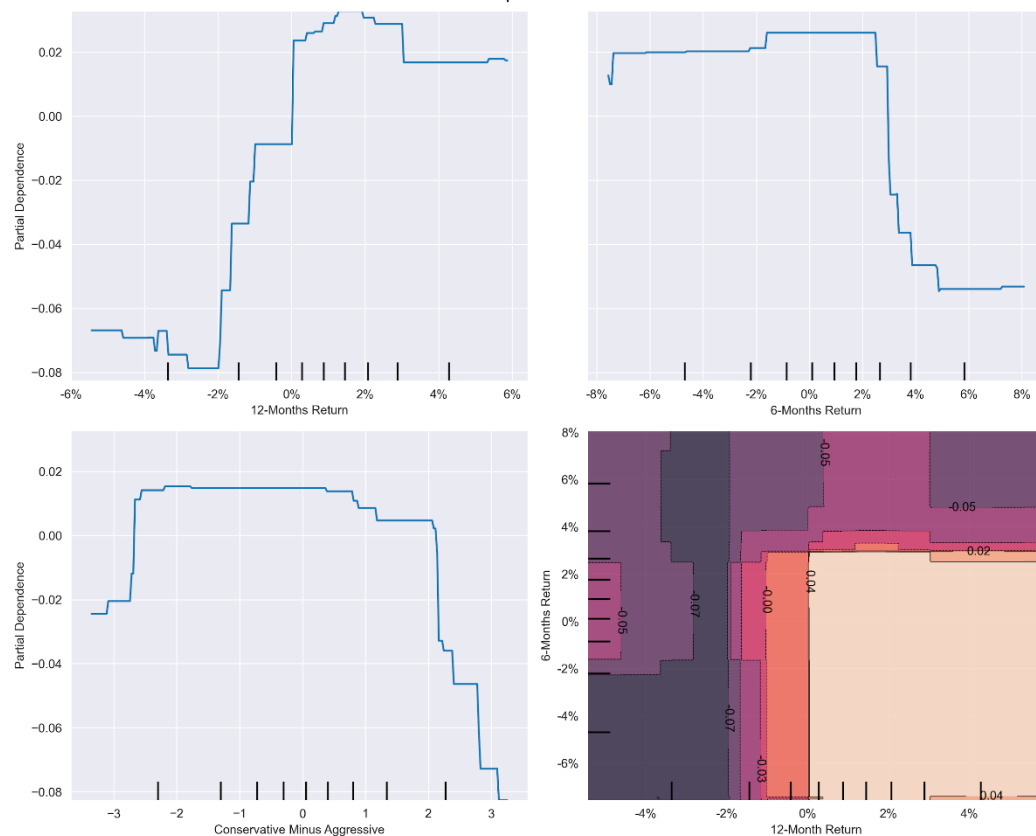 0.02
0.00
−0.02
−0.04
−0.06
−0.08
Partial Dependence
-6% -4% -2% 0% 2% 4% 6%
12-Months Return
-8% -6% -4% -2% 0% 2% 4% 6% 8%
6-Months Return
0.02
0.00
−0.02
−0.04
−0.06
−0.08
Partial Dependence
−3 −2 −1 0 1 2 3
Conservative Minus Aggressive
8%
6%
4%
2%
0%
-2%
-4%
-6%
6-Months Return
-0.05
-0.05
0.02
0.04
-0.00
-0.07
-0.05
-0.07
-0.03
0.04
-4% -2% 0% 2% 4%
12-Month Return